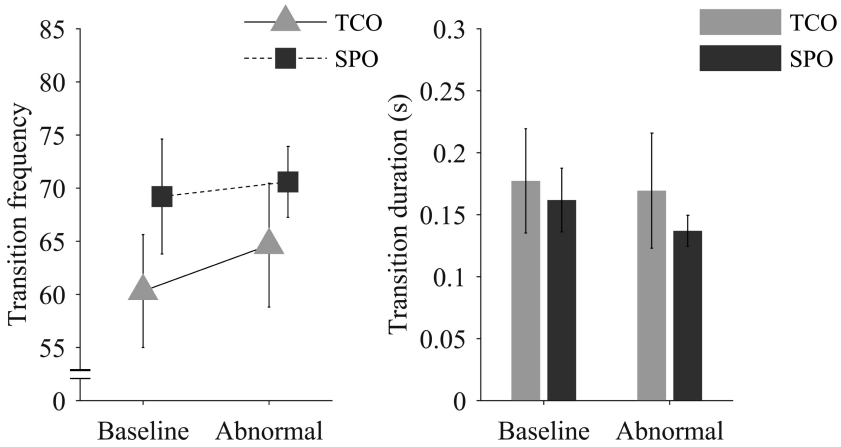 85
80
75
70
65
60
55
0
Transition frequency
TCO
SPO
Baseline
Abnormal
0.3
0.25
0.2
0.15
0.1
0.05
0
Transition duration (s)
TCO
SPO
Baseline
Abnormal